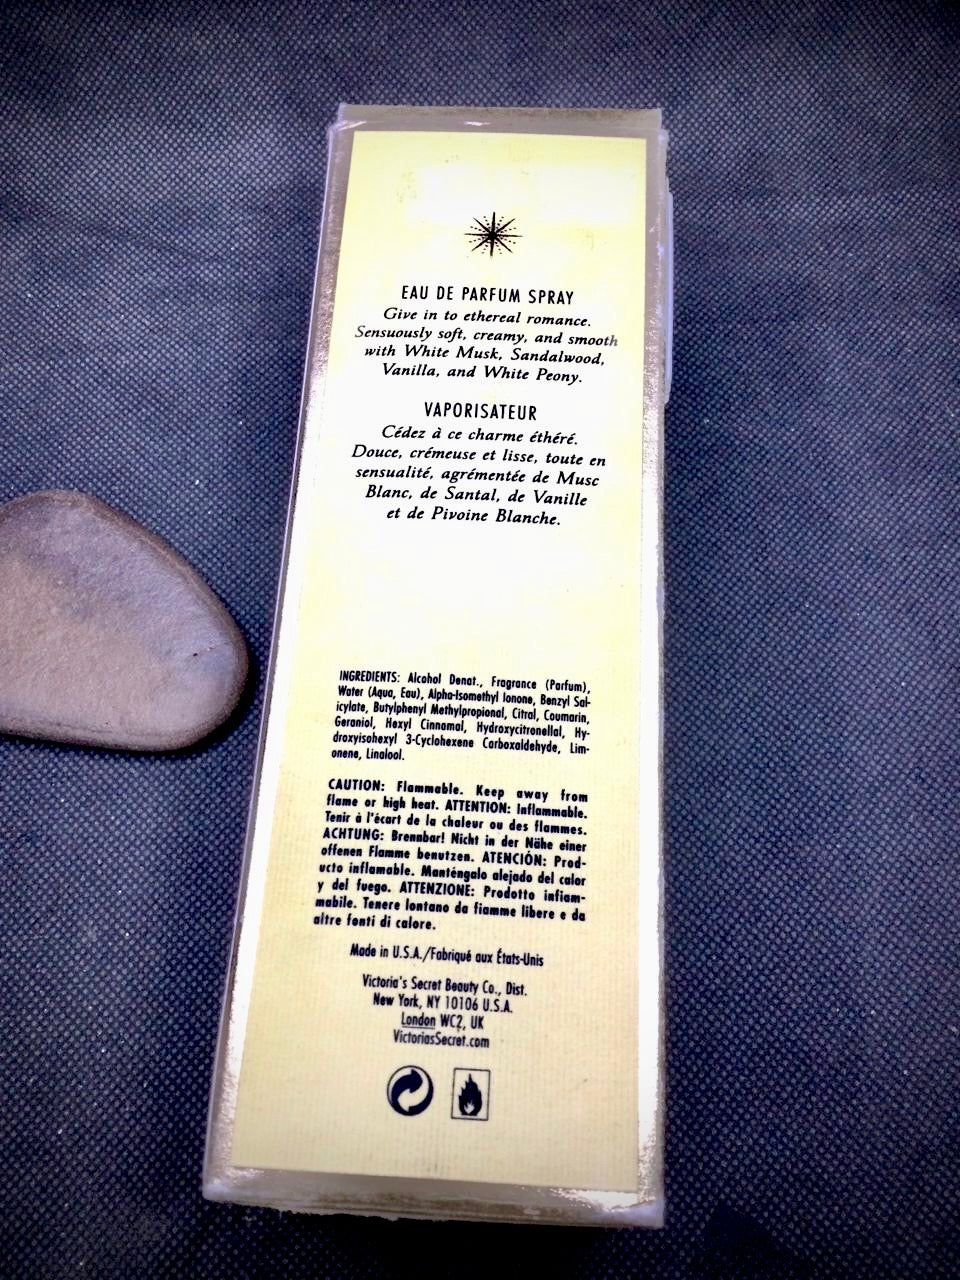 EAU DE PARFUM SPRAY
Give in to ethereal romance.
Sensuously soft, creamy, and smooth
with White Musk, Sandalwood,
Vanilla, and White Peony.
VAPORISATEUR
Cédez à ce charme éthéré.
Douce, crémeuse et lisse, toute en
sensualité, agrémentée de Musc
Blanc, de Santal, de Vanille
et de Pivoine Blanche.
INGREDIENTS: Alcohol Denat., Fragrance (Parfum),
Water (Aqua, Eau), Alpha-Isomethyl Ionone, Benzyl Sal-
icylate, Butylphenyl Methylpropional, Citral, Coumarin,
Geraniol, Hexyl Cinnamal, Hydroxycitronellal, Hy-
droxyisohexyl 3-Cyclohexene Carboxaldehyde, Lim-
onene, Linalool.
CAUTION: Flammable. Keep away from
flame or high heat. ATTENTION: Inflammable.
Tenir à l'écart de la chaleur ou des flammes.
ACHTUNG: Brennbar! Nicht in der Nähe einer
offenen Flamme benutzen. ATENCIÓN: Prod-
ucto inflamable. Manténgalo alejado del calor
y del fuego. ATTENZIONE: Prodotto infiam-
mabile. Tenere lontano da fiamme libere e da
altre fonti di calore.
Made in U.S.A./Fabriqué aux États-Unis
Victoria's Secret Beauty Co., Dist.
New York, NY 10106 U.S.A.
London WC2, UK
VictoriasSecret.com